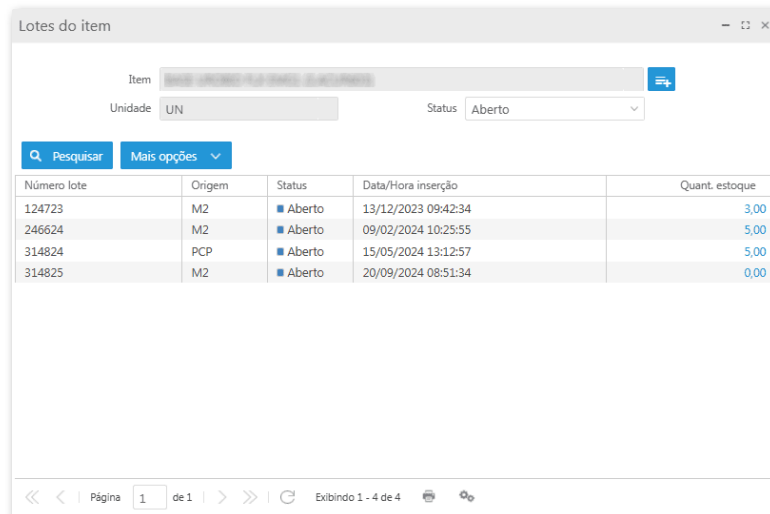 Lotes do item
Item
Unidade UN Status Aberto
Pesquisar Mais opções
Número lote Origem Status Data/Hora inserção Quant. estoque
124723 M2 Aberto 13/12/2023 09:42:34 3,00
246624 M2 Aberto 09/02/2024 10:25:55 5,00
314824 PCP Aberto 15/05/2024 13:12:57 5,00
314825 M2 Aberto 20/09/2024 08:51:34 0,00
Página 1 de 1 Exibindo 1 - 4 de 4